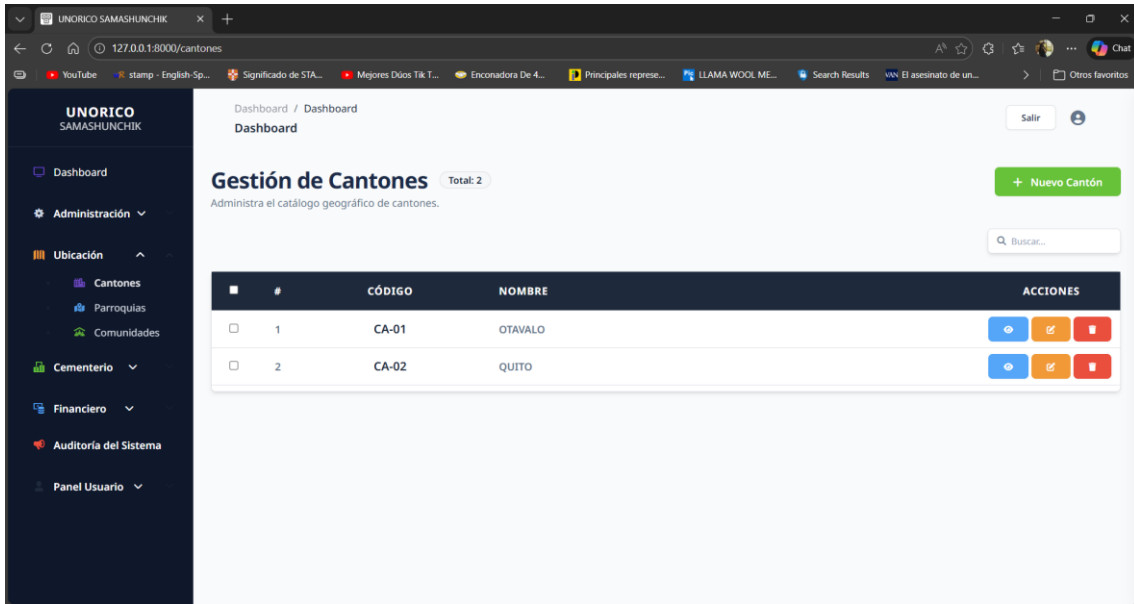 UNORICO SAMASHUNCHIK
127.0.0.1:8000/cantones
Chat
YouTube
stamp - English-Sp...
Significado de STA...
Mejores Dúos Tik T...
Enconadora De 4...
Principales represe...
LLAMA WOOL ME...
Search Results
VAN El asesinato de un...
Otros favoritos
UNORICO
SAMASHUNCHIK
Dashboard
Administración
Ubicación
Cantones
Parroquias
Comunidades
Cementerio
Financiero
Auditoría del Sistema
Panel Usuario
Dashboard / Dashboard
Dashboard
Salir
Gestión de Cantones Total: 2
Administra el catálogo geográfico de cantones.
+ Nuevo Cantón
Buscar...
# CÓDIGO NOMBRE ACCIONES
1 CA-01 OTAVALO
2 CA-02 QUITO